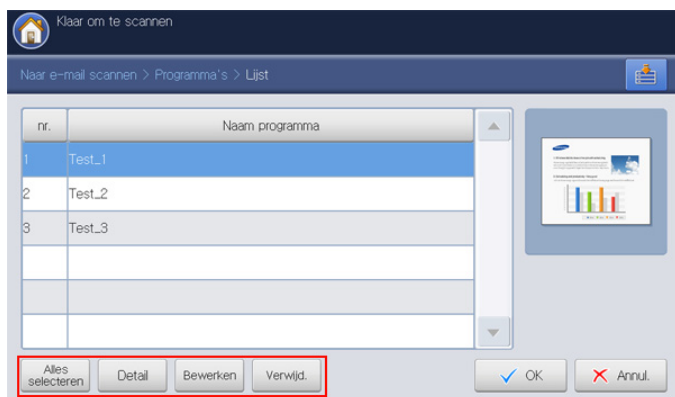 Klaar om te scannen
Naar e-mail scannen > Programma's > Lijst
nr. Naam programma
1 Test_1
2 Test_2
3 Test_3
Alles
selecteren
Detail Bewerken Verwijd. OK Annul.